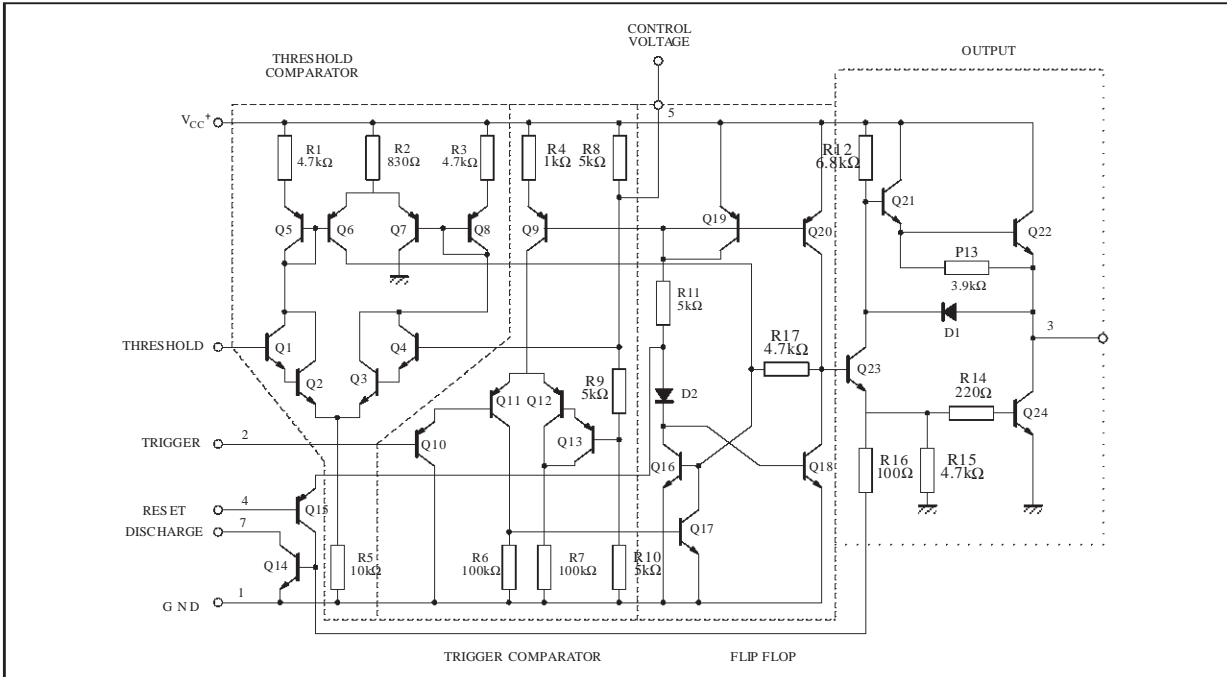 CONTROL
VOLTAGE
THRESHOLD
COMPARATOR
OUTPUT
5
VCC+
R1
4.7kΩ
R2
830Ω
R3
4.7kΩ
R4
1kΩ
R8
5kΩ
R12
6.8kΩ
Q5
Q6
Q7
Q8
Q9
Q19
Q20
Q21
Q22
P13
3.9kΩ
R11
5kΩ
D1
3
THRESHOLD
Q1
Q2
Q3
Q4
R17
4.7kΩ
Q23
R9
5kΩ
D2
R14
220Ω
Q11
Q12
Q24
TRIGGER
2
Q10
Q13
Q16
Q18
R16
100Ω
R15
4.7kΩ
RESET
4
Q15
DISCHARGE
7
Q17
Q14
R5
10kΩ
R6
100kΩ
R7
100kΩ
R10
5kΩ
GND
1
TRIGGER COMPARATOR
FLIP FLOP